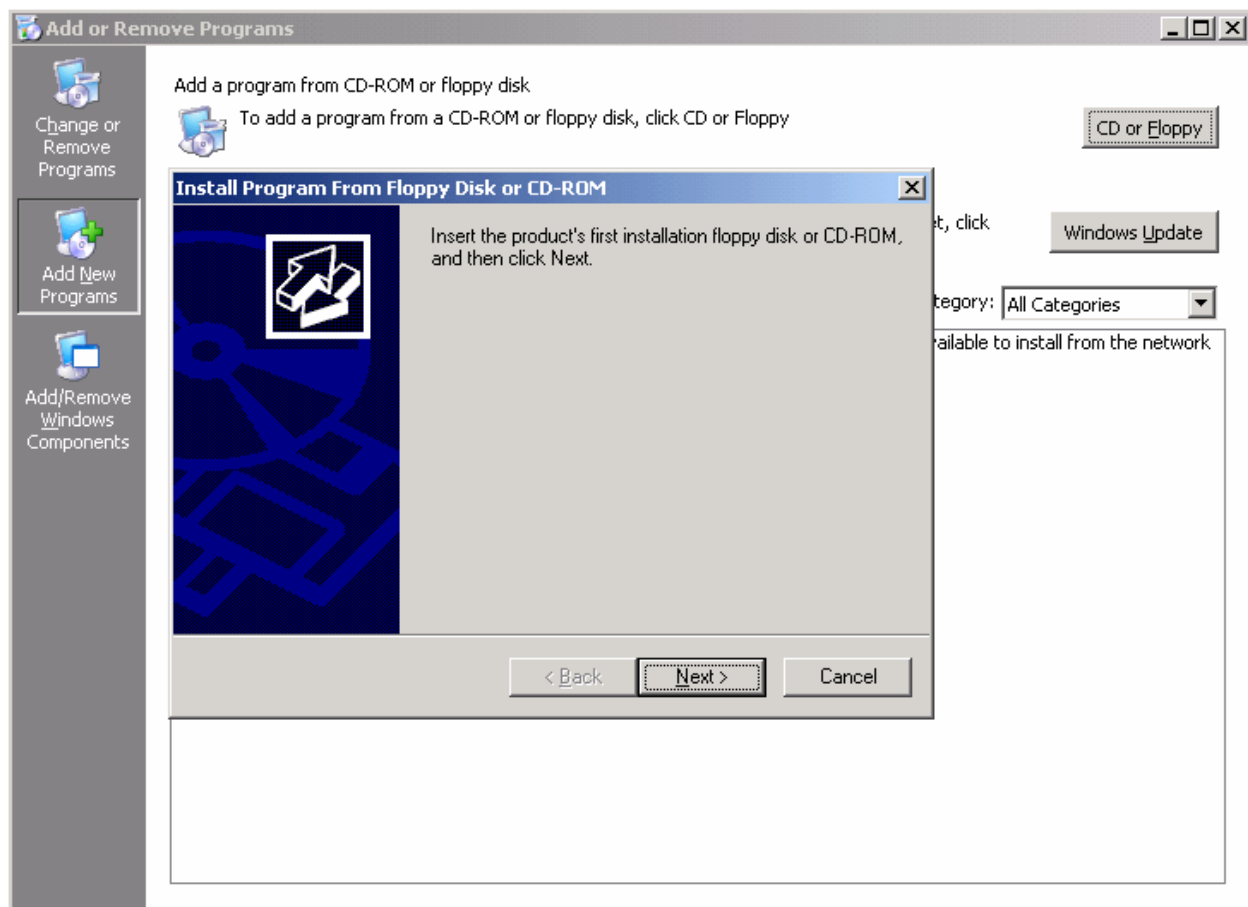 Add or Remove Programs
Change or
Remove
Programs
Add New
Programs
Add/Remove
Windows
Components
Add a program from CD-ROM or floppy disk
To add a program from a CD-ROM or floppy disk, click CD or Floppy
CD or Floppy
Install Program From Floppy Disk or CD-ROM
Insert the product's first installation floppy disk or CD-ROM,
and then click Next.
< Back
Next >
Cancel
click
Windows Update
All Categories
to install from the network